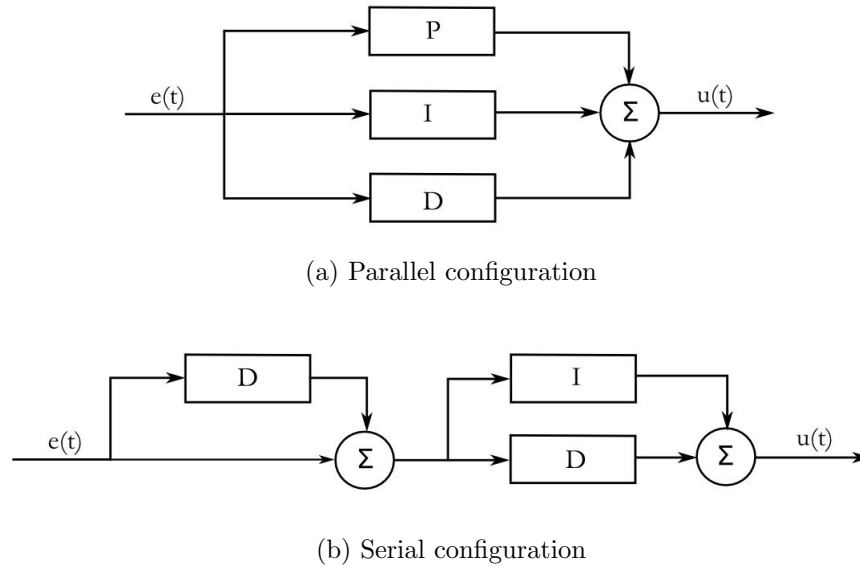 P
e(t)
I
Σ
u(t)
D
(a) Parallel configuration
D
I
e(t)
Σ
D
Σ
u(t)
(b) Serial configuration